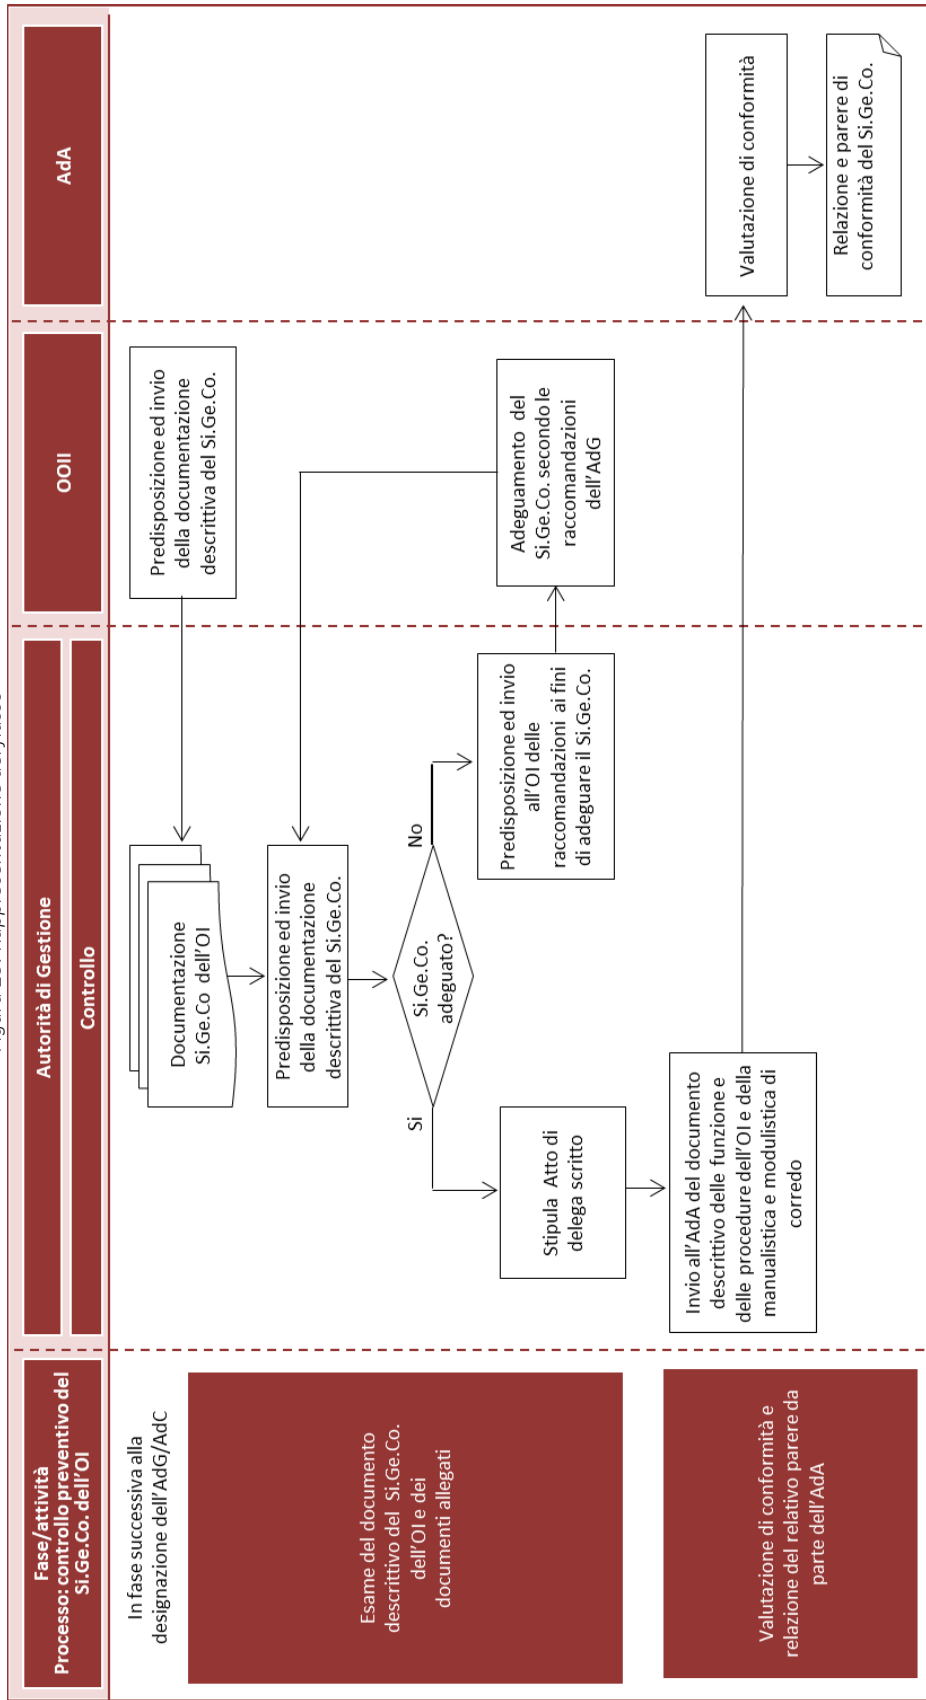 Fase/attività
Processo: controllo preventivo del
Si.Ge.Co. dell'OI
Autorità di Gestione
Controllo
OOII
AdA
In fase successiva alla
designazione dell'AdG/AdC
Predisposizione ed invio
della documentazione
descrittiva del Si.Ge.Co.
Esame del documento
descrittivo del Si.Ge.Co.
dell'OI e dei
documenti allegati
Documentazione
Si.Ge.Co dell'OI
Predisposizione ed invio
della documentazione
descrittiva del Si.Ge.Co.
Si.Ge.Co.
adeguato?
Si
No
Stipula Atto di
delega scritto
Predisposizione ed invio
all'OI delle
raccomandazioni ai fini
di adeguare il Si.Ge.Co.
Adeguamento del
Si.Ge.Co. secondo le
raccomandazioni
dell'AdG
Valutazione di conformità e
relazione del relativo parere da
parte dell'AdA
Invio all'AdA del documento
descrittivo delle funzione e
delle procedure dell'OI e della
manualistica e modulistica di
corredo
Valutazione di conformità
Relazione e parere di
conformità del Si.Ge.Co.